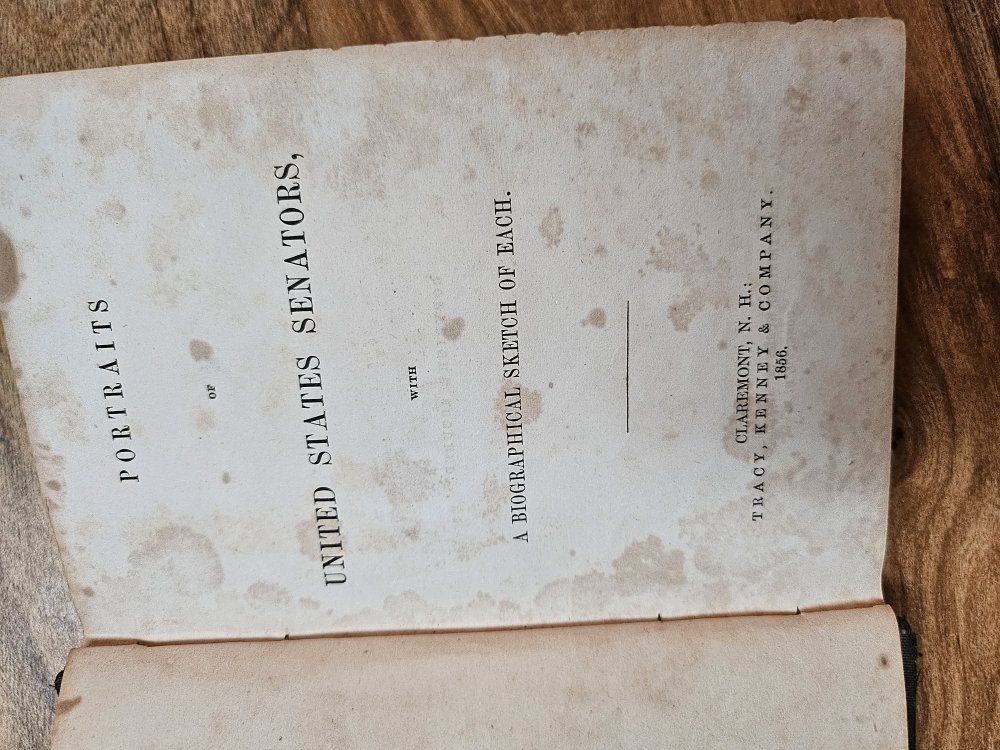 PORTRAITS
OF
UNITED STATES SENATORS,
WITH
A BIOGRAPHICAL SKETCH OF EACH.
CLAREMONT, N. H.:
TRACY, KENNEY & COMPANY.
1856.